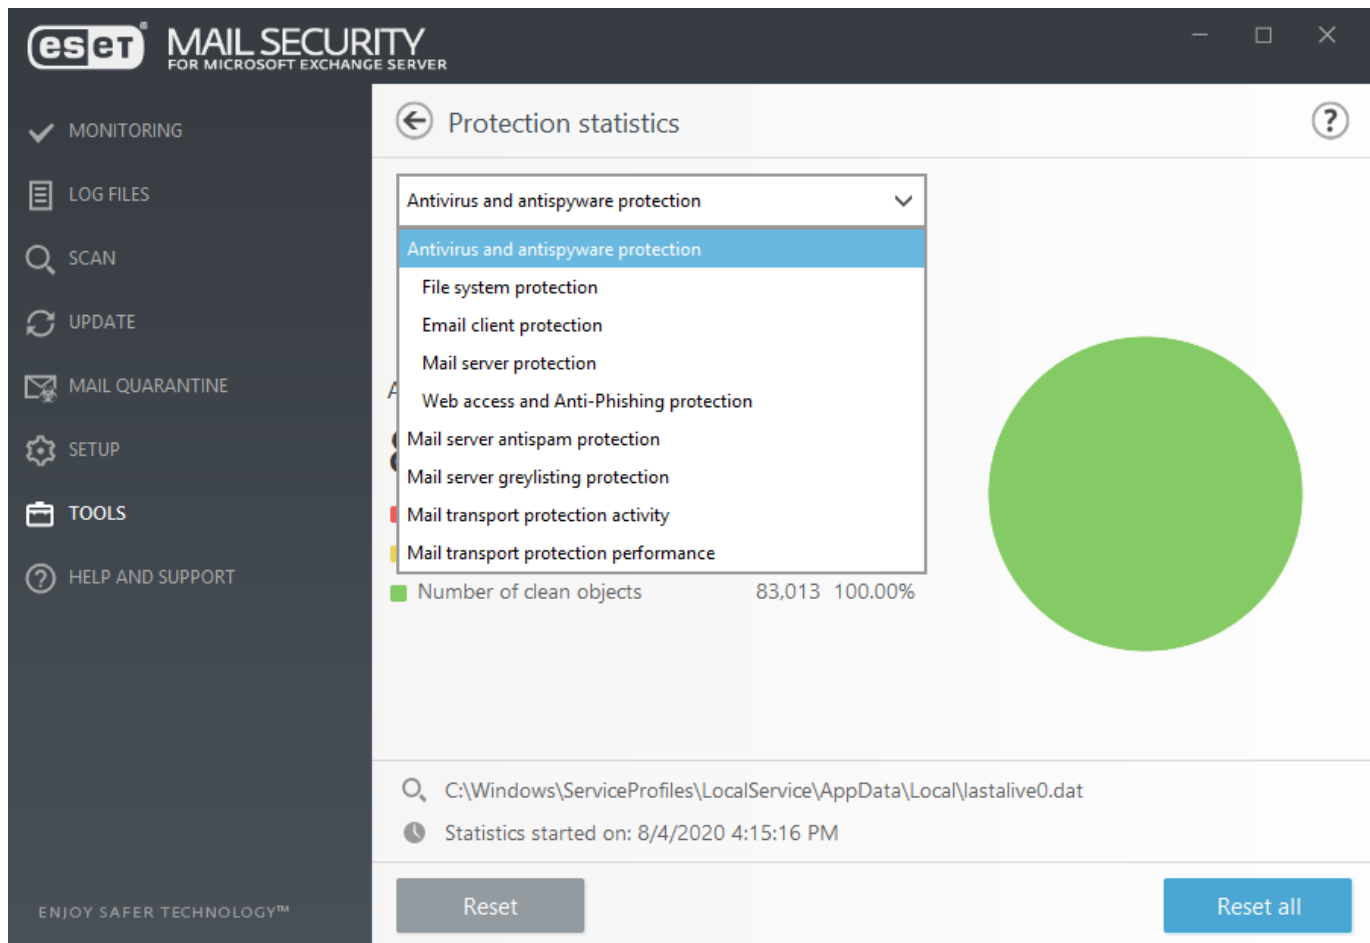 eset® MAIL SECURITY
FOR MICROSOFT EXCHANGE SERVER
MONITORING
LOG FILES
SCAN
UPDATE
MAIL QUARANTINE
SETUP
TOOLS
HELP AND SUPPORT
ENJOY SAFER TECHNOLOGY™
Protection statistics
?
Antivirus and antispyware protection
Antivirus and antispyware protection
File system protection
Email client protection
Mail server protection
Web access and Anti-Phishing protection
Mail server antispam protection
Mail server greylisting protection
Mail transport protection activity
Mail transport protection performance
Number of clean objects 83,013 100.00%
C:\Windows\ServiceProfiles\LocalService\AppData\Local\lastalive0.dat
Statistics started on: 8/4/2020 4:15:16 PM
Reset
Reset all